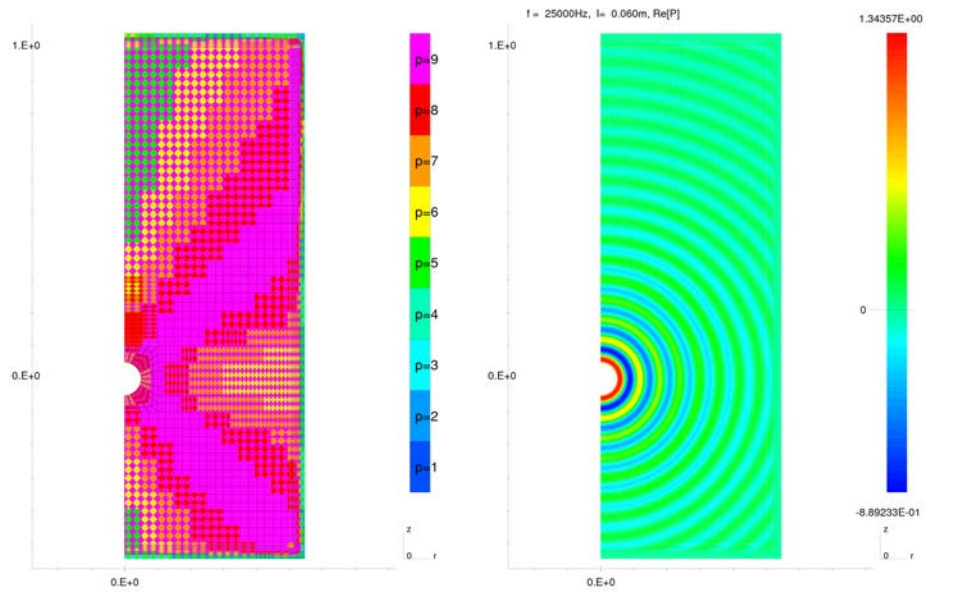 f = 25000Hz, l= 0.060m, Re[P]
1.E+0
0.E+0
0.E+0
p=9
p=8
p=7
p=6
p=5
p=4
p=3
p=2
p=1
z
0 r
1.E+0
0.E+0
0.E+0
1.34357E+00
0
-8.89233E-01
z
0 r